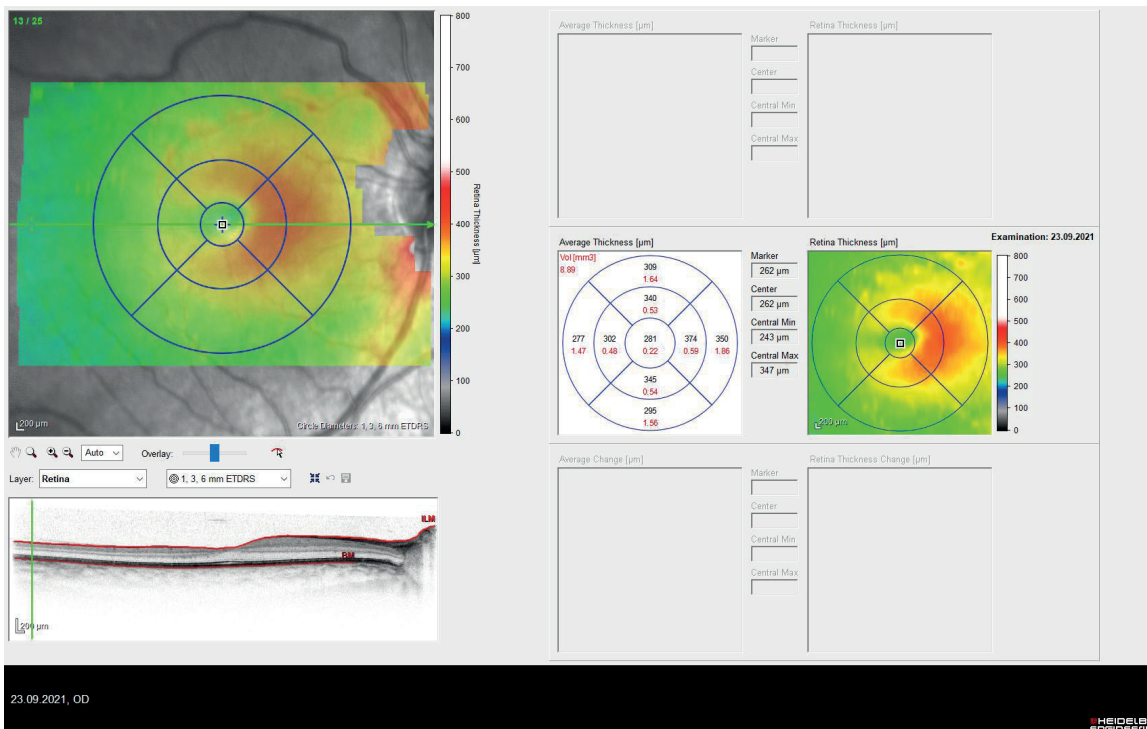 13 / 25
800
700
600
500
400
300
200
100
0
Retina Thickness [µm]
200 µm
Circle Diameters: 1, 3, 6 mm ETDRS
Auto
Overlay:
Layer: Retina
1, 3, 6 mm ETDRS
ILM
BM
200 µm
Average Thickness [µm]
Marker
Center
Central Min
Central Max
Retina Thickness [µm]
Average Thickness [µm]
Vol [mm3]
8.89
309
1.64
340
0.53
277
1.47
302
0.48
281
0.22
374
0.59
350
1.86
345
0.54
295
1.56
Marker
262 µm
Center
262 µm
Central Min
243 µm
Central Max
347 µm
Retina Thickness [µm]
Examination: 23.09.2021
800
700
600
500
400
300
200
100
0
200 µm
Average Change [µm]
Marker
Center
Central Min
Central Max
Retina Thickness Change [µm]
23.09.2021, OD